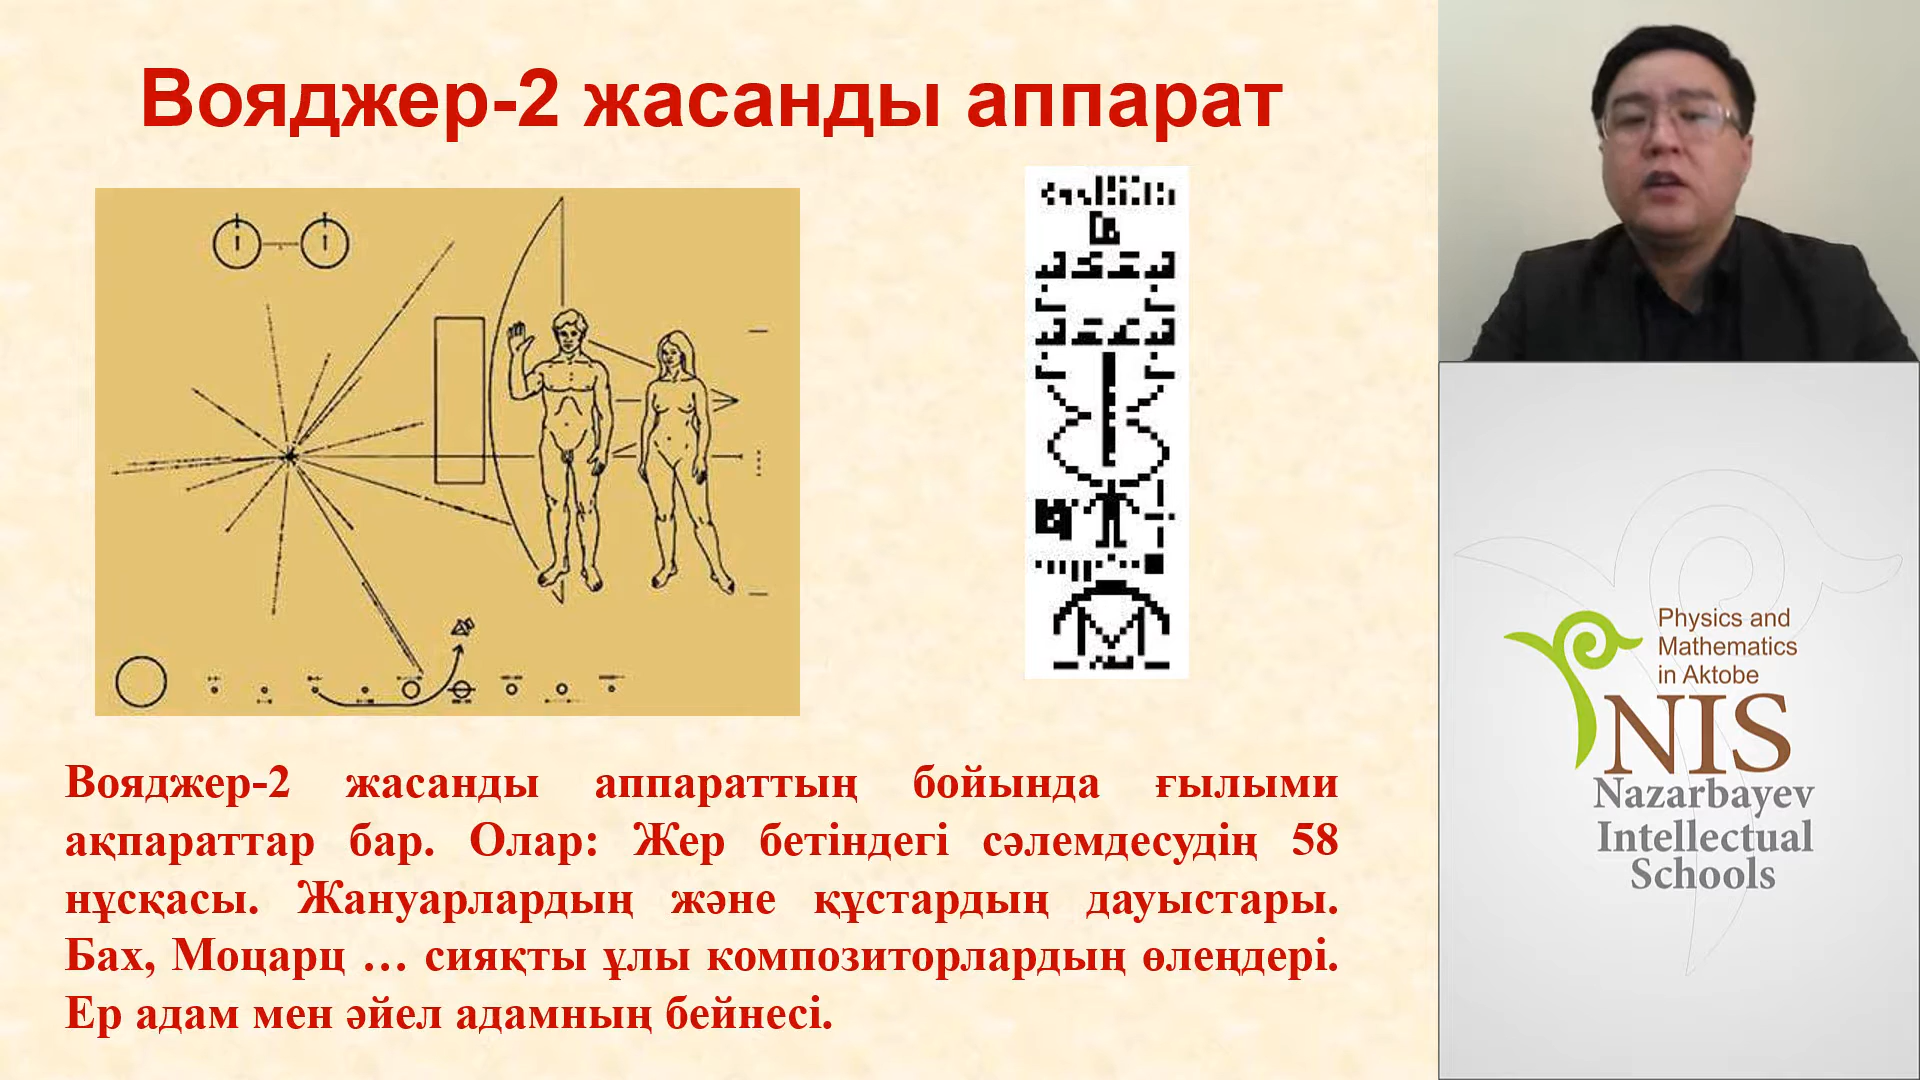 Вояджер-2 жасанды аппарат
Вояджер-2 жасанды аппараттың бойында ғылыми
ақпараттар бар. Олар: Жер бетіндегі сәлемдесудің 58
нұсқасы. Жануарлардың және құстардың дауыстары.
Бах, Моцарц … сияқты ұлы композиторлардың өлеңдері.
Ер адам мен әйел адамның бейнесі.
Physics and
Mathematics
in Aktobe
NIS
Nazarbayev
Intellectual
Schools